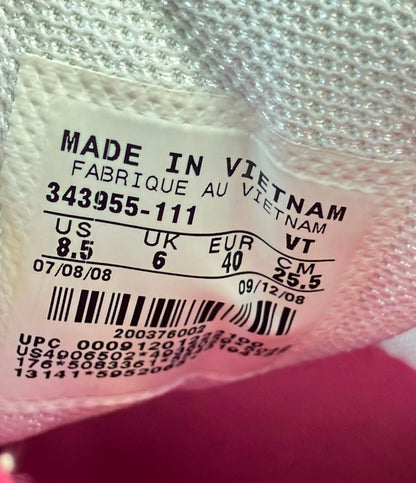 MADE IN VIETNAM
FABRIQUE AU VIETNAM
343955-111 VT
US UK EUR CM
8.5 6 40 25.5
07/08/08 09/12/08
200376002
UPC
13141*